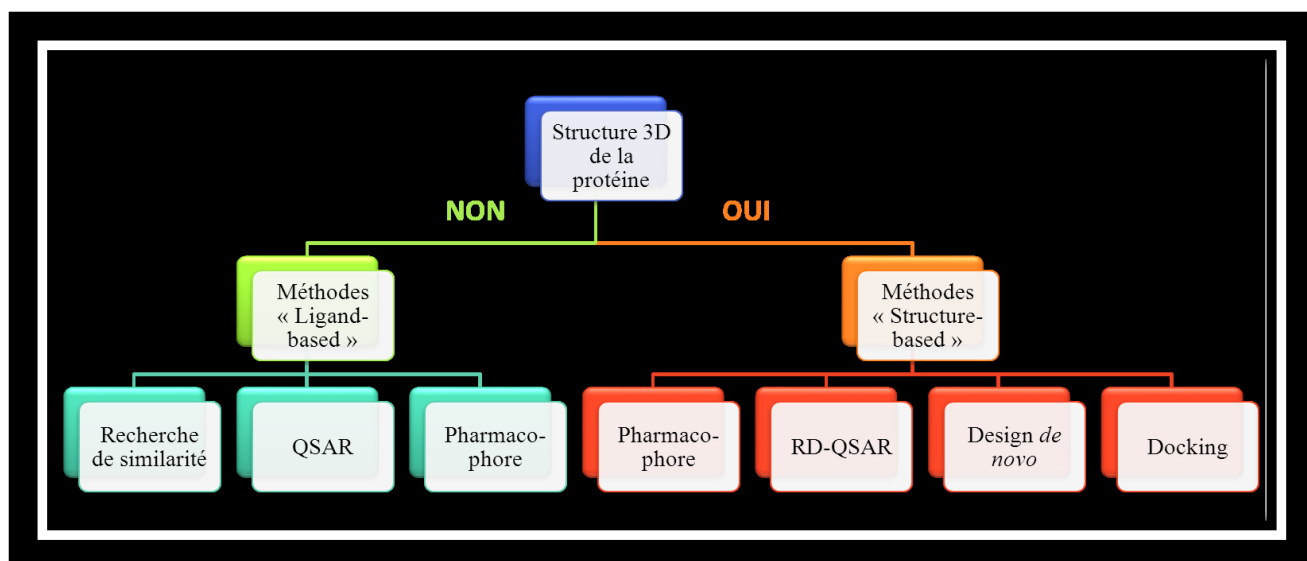 Structure 3D
de la
protéine
NON
OUI
Méthodes
« Ligand-
based »
Méthodes
« Structure-
based »
Recherche
de similarité
QSAR
Pharmaco-
phore
Pharmaco-
phore
RD-QSAR
Design de
novo
Docking